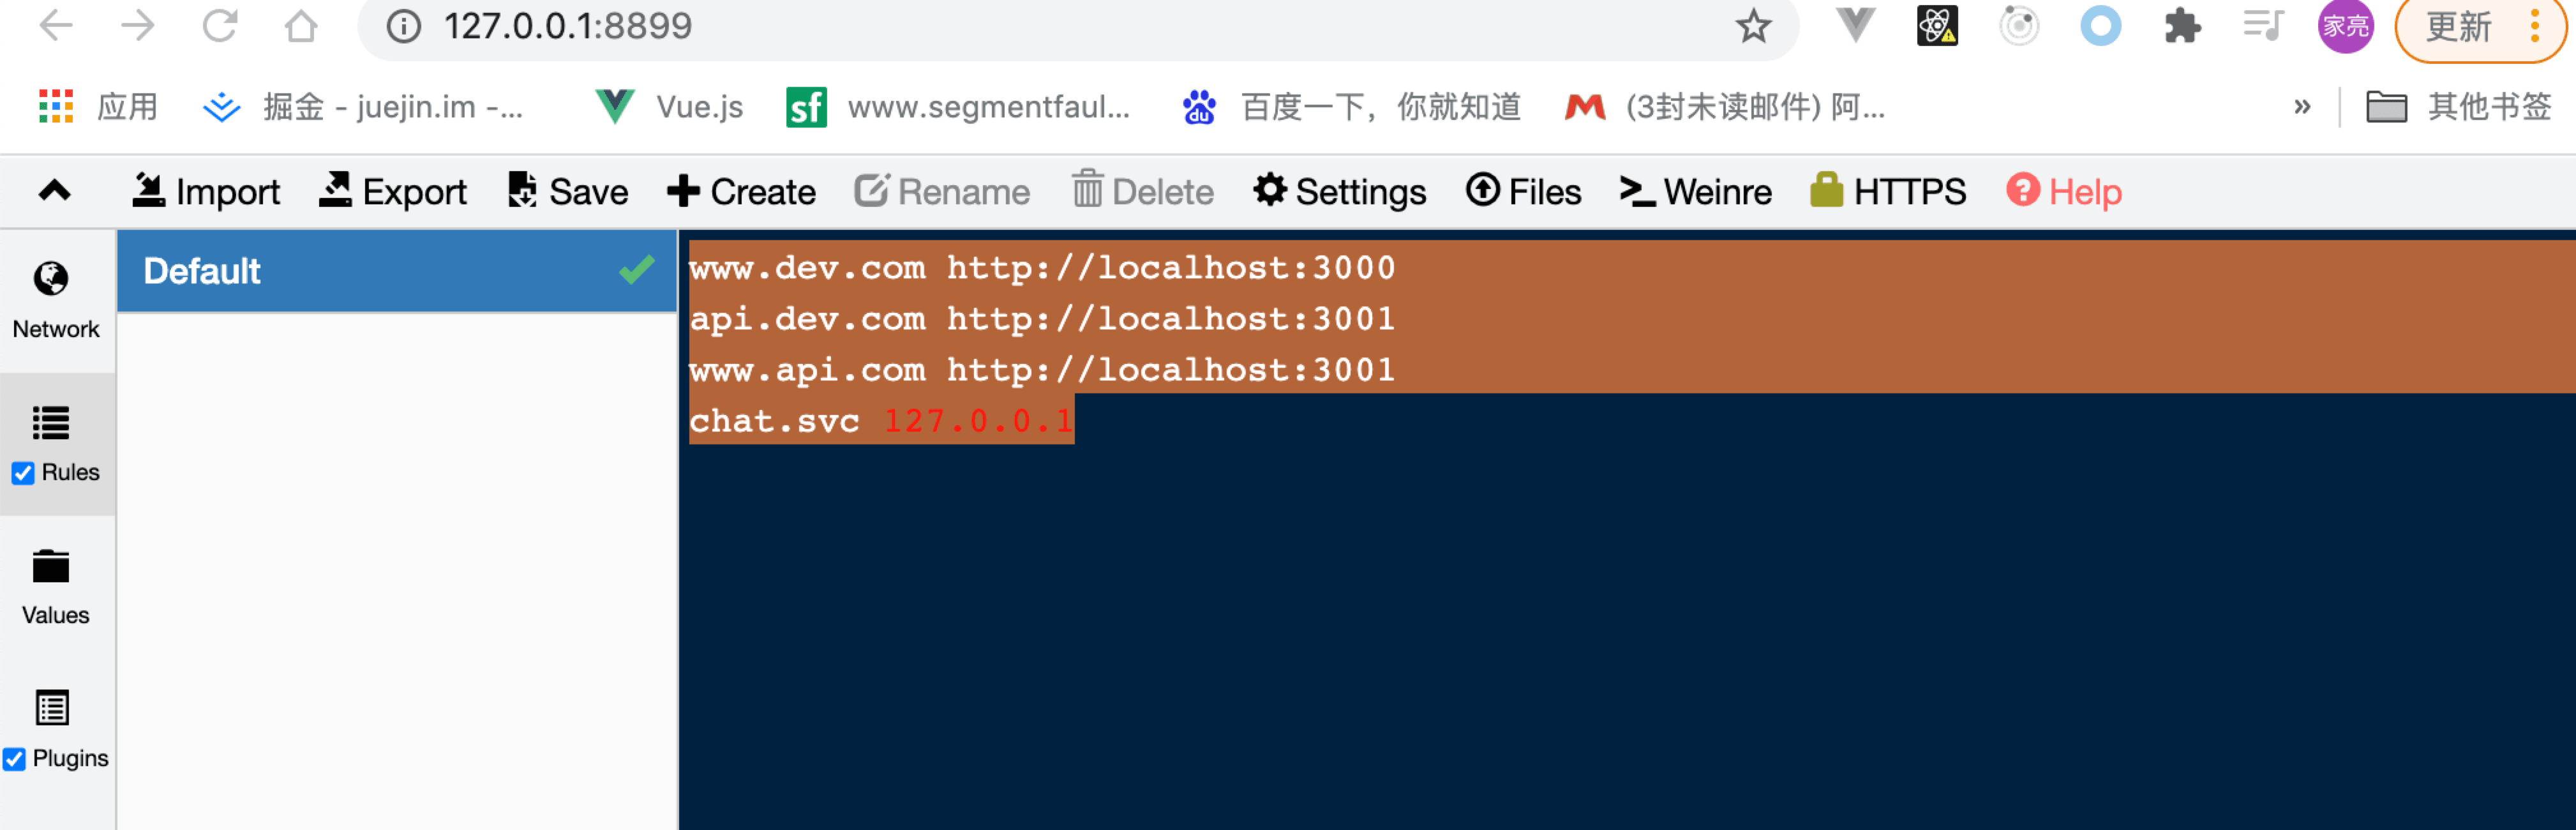 127.0.0.1:8899
家亮
更新
应用
掘金 - juejin.im -...
Vue.js
sf
www.segmentfaul...
du
百度一下，你就知道
(3封未读邮件) 阿...
»
其他书签
Import
Export
Save
Create
Rename
Delete
Settings
Files
Weinre
HTTPS
Help
Network
Rules
Values
Plugins
Default
www.dev.com http://localhost:3000
api.dev.com http://localhost:3001
www.api.com http://localhost:3001
chat.svc 127.0.0.1